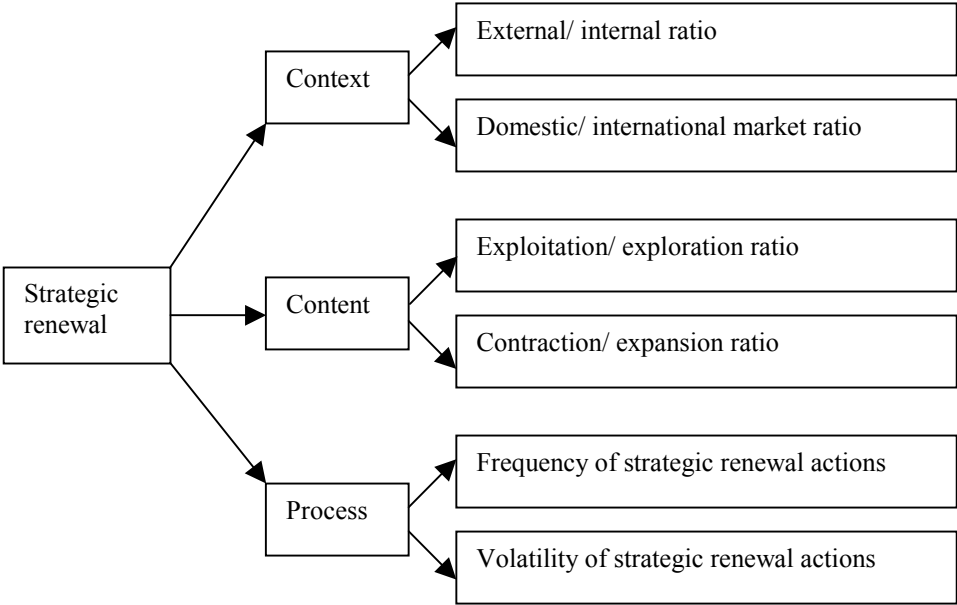 External/ internal ratio
Context
Domestic/ international market ratio
Exploitation/ exploration ratio
Strategic
renewal
Content
Contraction/ expansion ratio
Frequency of strategic renewal actions
Process
Volatility of strategic renewal actions